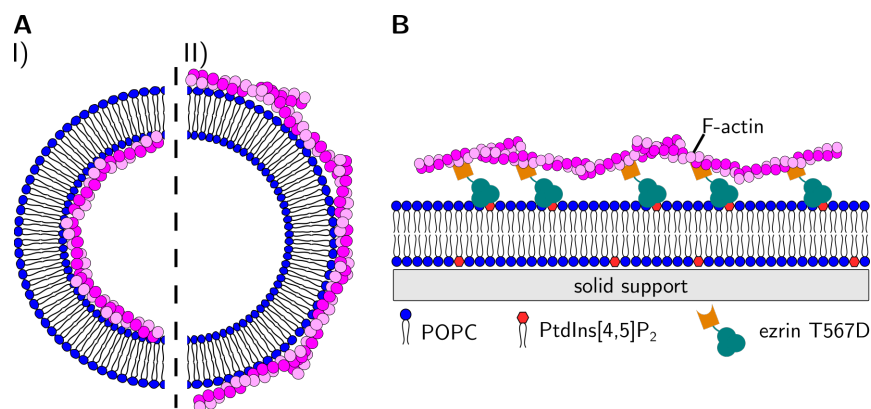 A
I)
II)
B
F-actin
solid support
POPC
PtdIns[4,5]P₂
ezrin T567D